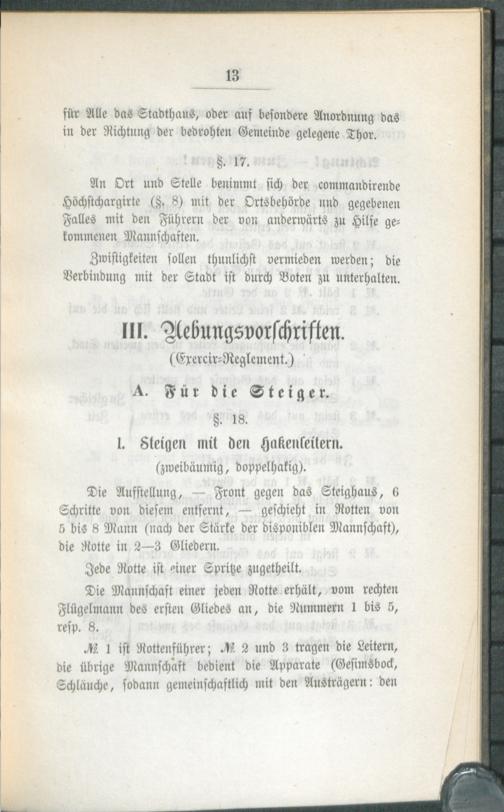 13
für Alle das Stadthaus, oder auf besondere Anordnung das
in der Richtung der bedrohten Gemeinde gelegene Thor.
§. 17.
An Ort und Stelle benimmt sich der commandirende
Höchstchargirte (§. 8) mit der Ortsbehörde und gegebenen
Falles mit den Führern der von anderwärts zu Hilfe ge-
kommenen Mannschaften.
Zwistigkeiten sollen thunlichst vermieden werden; die
Verbindung mit der Stadt ist durch Boten zu unterhalten.
III. Uebungsvorschriften.
(Exercir-Reglement.)
A. Für die Steiger.
§. 18.
1. Steigen mit den Hakenleitern.
(zweibäumig, doppelhakig).
Die Aufstellung, — Front gegen das Steighaus, 6
Schritte von diesem entfernt, — geschieht in Rotten von
5 bis 8 Mann (nach der Stärke der disponiblen Mannschaft),
die Rotte in 2—3 Gliedern.
Jede Rotte ist einer Spritze zugetheilt.
Die Mannschaft einer jeden Rotte erhält, vom rechten
Flügelmann des ersten Gliedes an, die Nummern 1 bis 5,
resp. 8.
№ 1 ist Rottenführer; № 2 und 3 tragen die Leitern,
die übrige Mannschaft bedient die Apparate (Gesimsbock,
Schläuche, sodann gemeinschaftlich mit den Austrägern: den